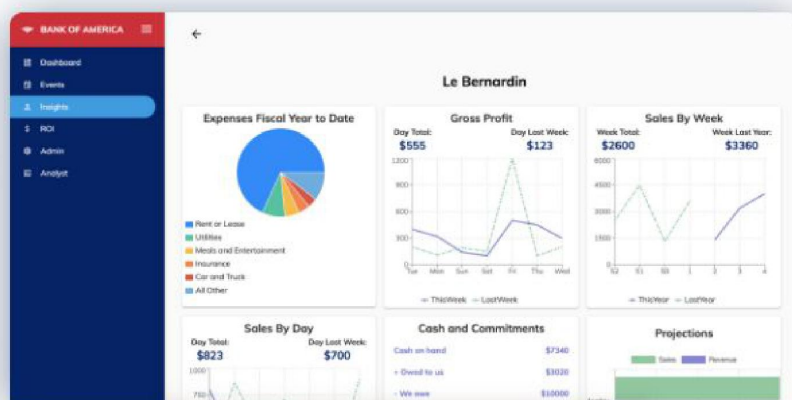 BANK OF AMERICA
Dashboard
Events
Insights
$ ROI
Admin
Analyst
Le Bernardin
Expenses Fiscal Year to Date
Rent or Lease
Utilities
Meals and Entertainment
Insurance
Car and Truck
All Other
Gross Profit
Day Total: Day Last Week:
$555 $123
1200
900
600
300
0
Tue Mon Sun Sat Fri Thu Wed
ThisWeek LastWeek
Sales By Week
Week Total: Week Last Year:
$2600 $3360
6000
4500
3000
1500
0
52 51 50 1 2 3 4
ThisYear LastYear
Sales By Day
Day Total: Day Last Week:
$823 $700
1000
750
Cash and Commitments
Cash on hand $7340
+ Owed to us $3020
- We owe $10000
Projections
Sales Revenue